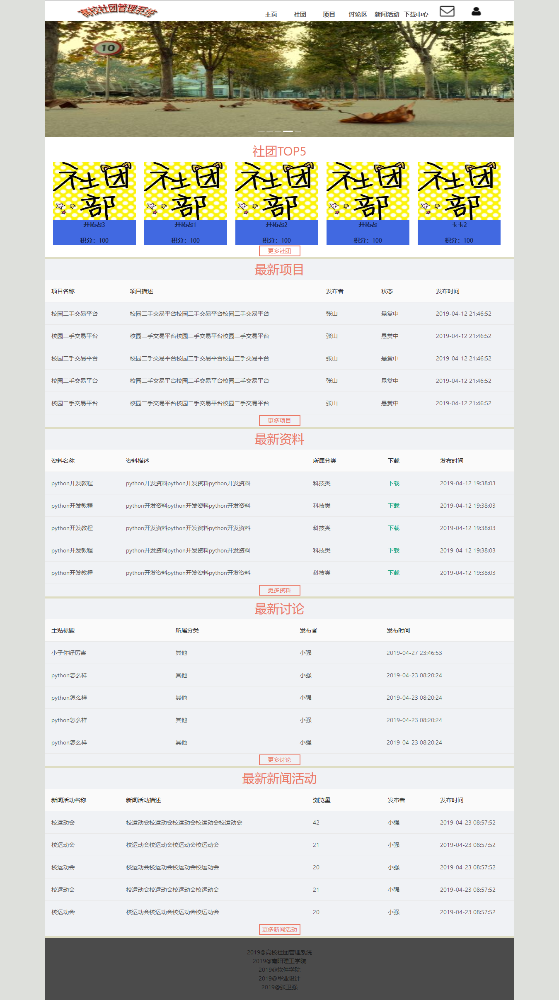 高校社团管理系统
主页 社团 项目 讨论区 新闻活动 下载中心
10
社团TOP5
社团部 社团部 社团部 社团部 社团部
开拓者3 开拓者1 开拓者2 开拓者 玉玉2
积分：100 积分：100 积分：100 积分：100 积分：100
更多社团
最新项目
项目名称 项目描述 发布者 状态 发布时间
校园二手交易平台 校园二手交易平台校园二手交易平台校园二手交易平台 张山 悬赏中 2019-04-12 21:46:52
校园二手交易平台 校园二手交易平台校园二手交易平台校园二手交易平台 张山 悬赏中 2019-04-12 21:46:52
校园二手交易平台 校园二手交易平台校园二手交易平台校园二手交易平台 张山 悬赏中 2019-04-12 21:46:52
校园二手交易平台 校园二手交易平台校园二手交易平台校园二手交易平台 张山 悬赏中 2019-04-12 21:46:52
校园二手交易平台 校园二手交易平台校园二手交易平台校园二手交易平台 张山 悬赏中 2019-04-12 21:46:52
更多项目
最新资料
资料名称 资料描述 所属分类 下载 发布时间
python开发教程 python开发资料python开发资料python开发资料 科技类 下载 2019-04-12 19:38:03
python开发教程 python开发资料python开发资料python开发资料 科技类 下载 2019-04-12 19:38:03
python开发教程 python开发资料python开发资料python开发资料 科技类 下载 2019-04-12 19:38:03
python开发教程 python开发资料python开发资料python开发资料 科技类 下载 2019-04-12 19:38:03
python开发教程 python开发资料python开发资料python开发资料 科技类 下载 2019-04-12 19:38:03
更多资料
最新讨论
主贴标题 所属分类 发布者 发布时间
小子你好厉害 其他 小强 2019-04-27 23:46:53
python怎么样 其他 小强 2019-04-23 08:20:24
python怎么样 其他 小强 2019-04-23 08:20:24
python怎么样 其他 小强 2019-04-23 08:20:24
python怎么样 其他 小强 2019-04-23 08:20:24
更多讨论
最新新闻活动
新闻活动名称 新闻活动描述 浏览量 发布者 发布时间
校运动会 校运动会校运动会校运动会校运动会校运动会 42 小强 2019-04-23 08:57:52
校运动会 校运动会校运动会校运动会校运动会 21 小强 2019-04-23 08:57:52
校运动会 校运动会校运动会校运动会校运动会 20 小强 2019-04-23 08:57:52
校运动会 校运动会校运动会校运动会校运动会 21 小强 2019-04-23 08:57:52
校运动会 校运动会校运动会校运动会校运动会 20 小强 2019-04-23 08:57:52
更多新闻活动
2019@高校社团管理系统
2019@南阳理工学院
2019@软件学院
2019@毕业设计
2019@张卫强